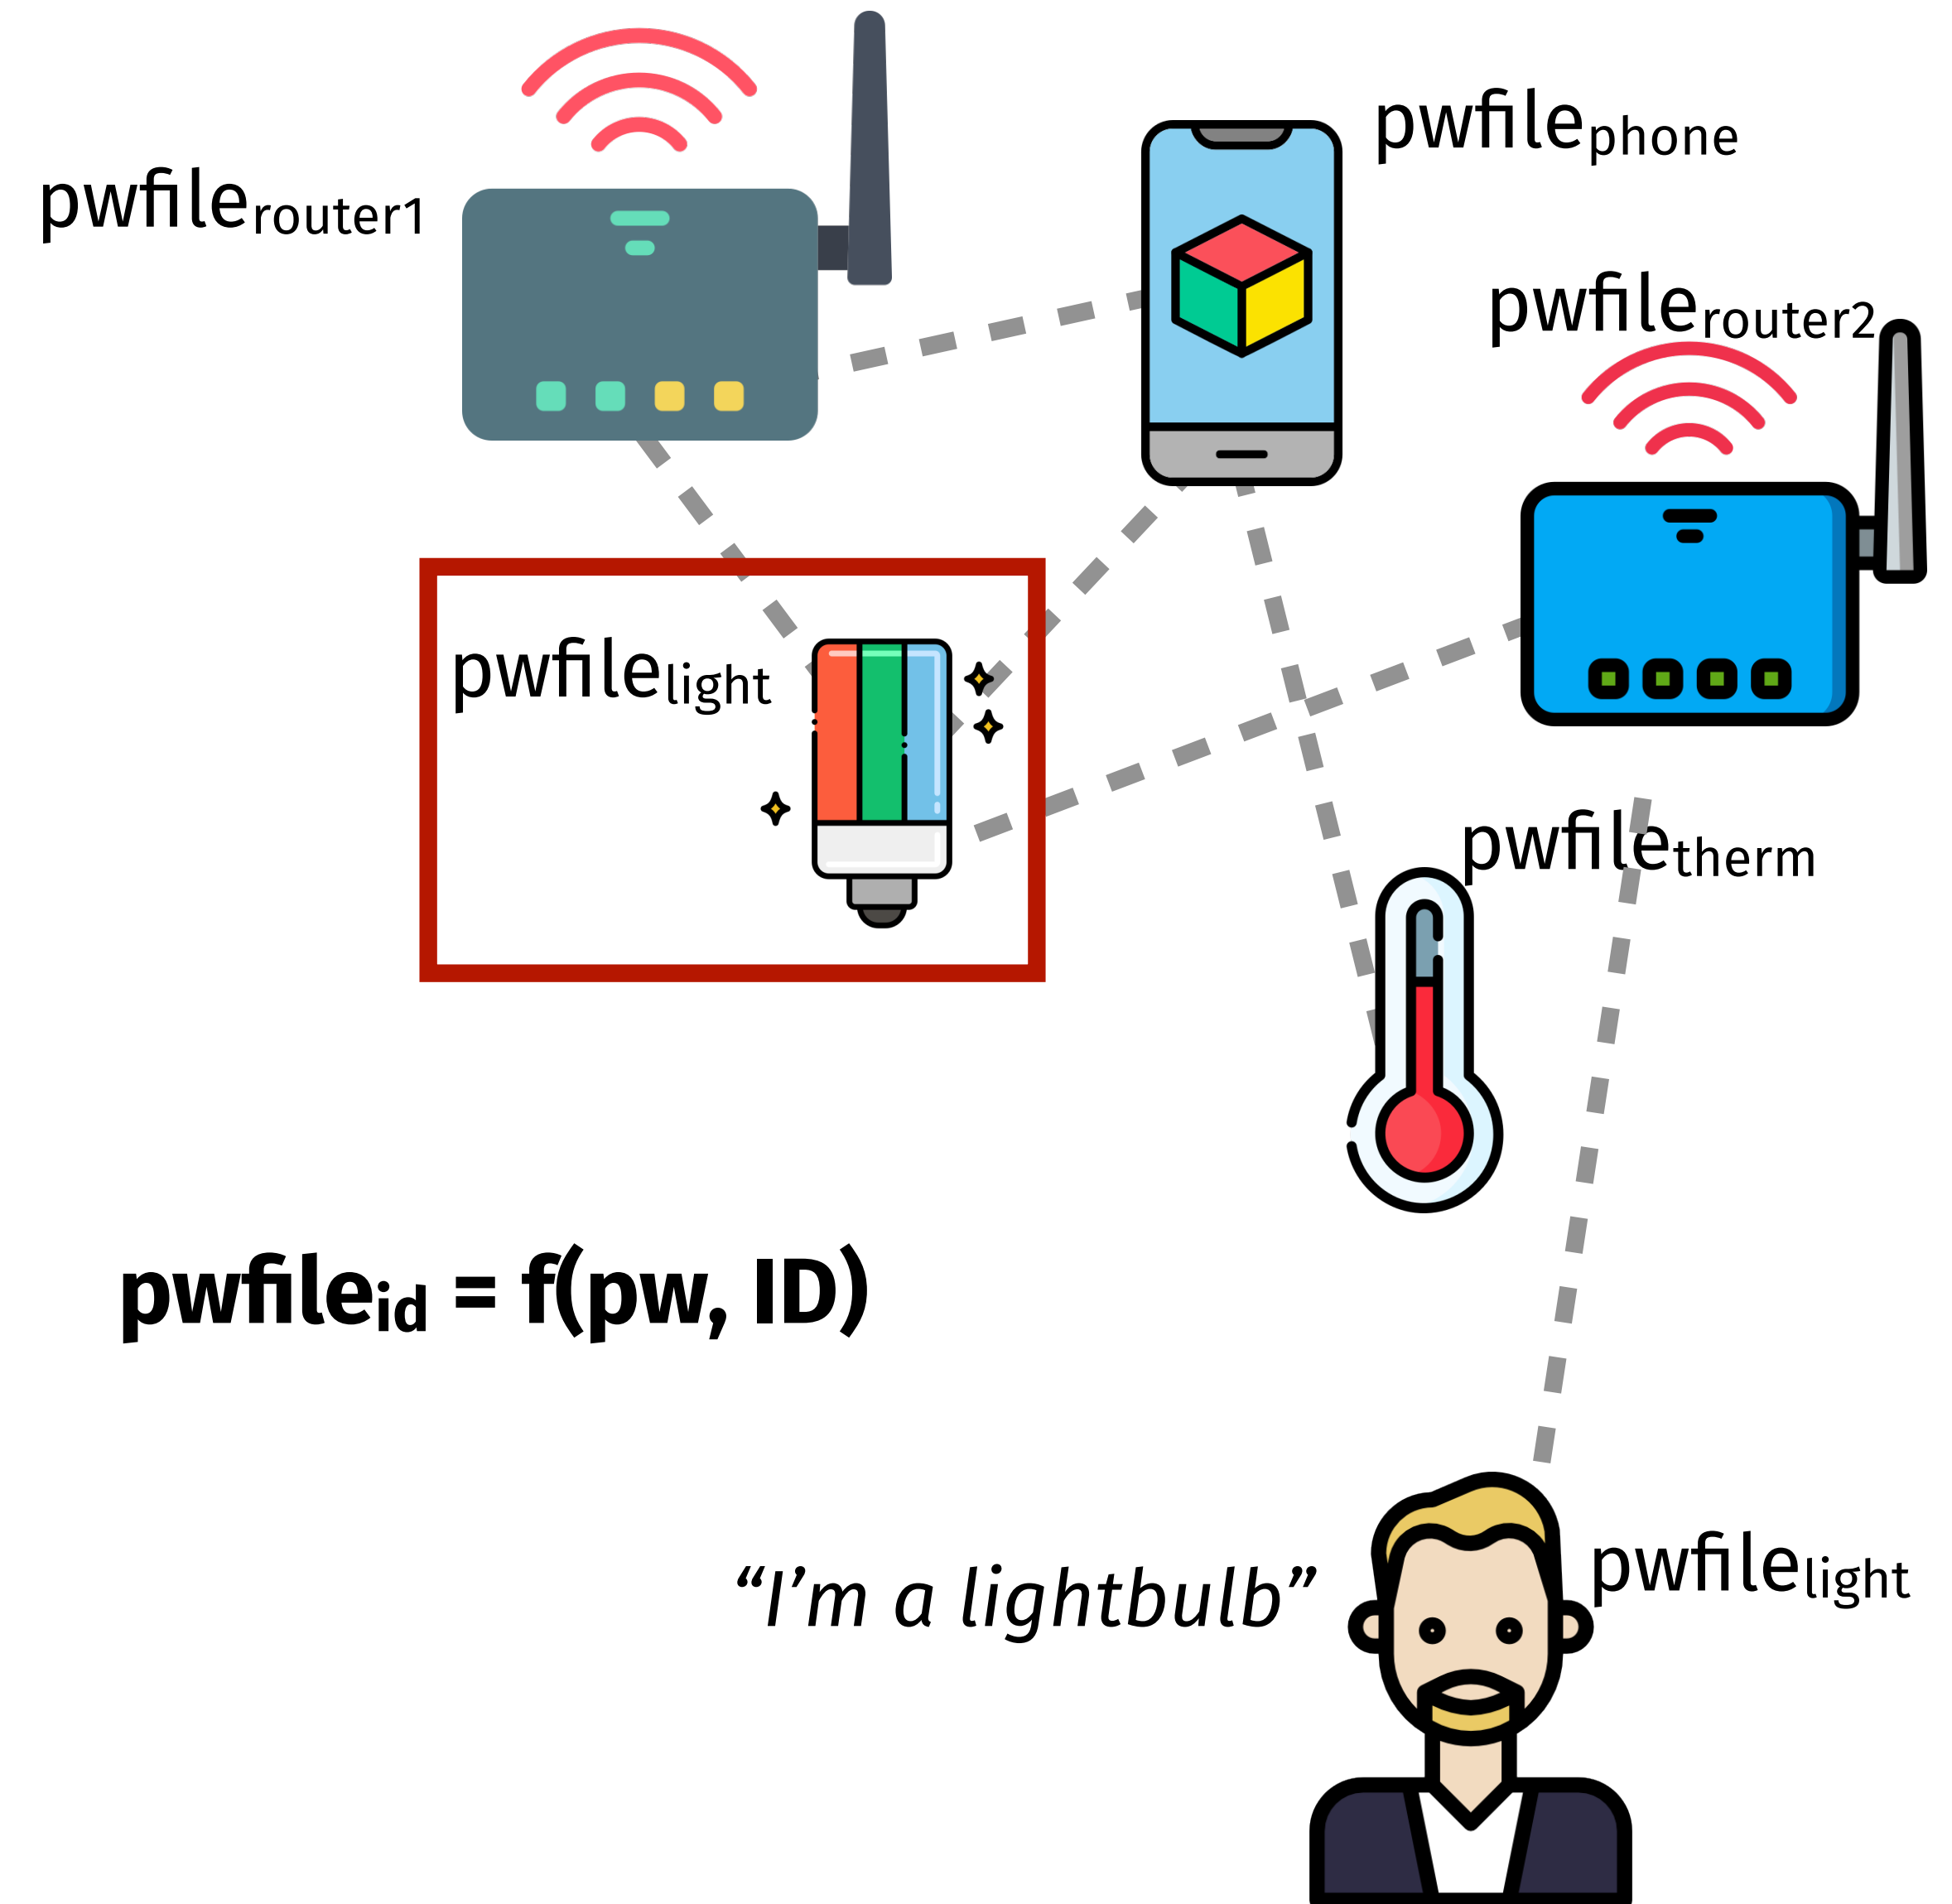 pwfilephone
pwfilerouter1
pwfilerouter2
pwfilelight
pwfiletherm
pwfileid = f(pw, ID)
“I’m a lightbulb”
pwfilelight